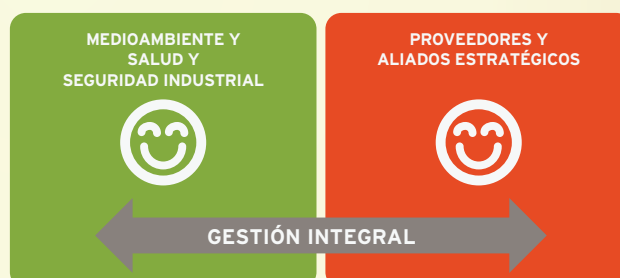 MEDIOAMBIENTE Y
SALUD Y
SEGURIDAD INDUSTRIAL
PROVEEDORES Y
ALIADOS ESTRATÉGICOS
GESTIÓN INTEGRAL